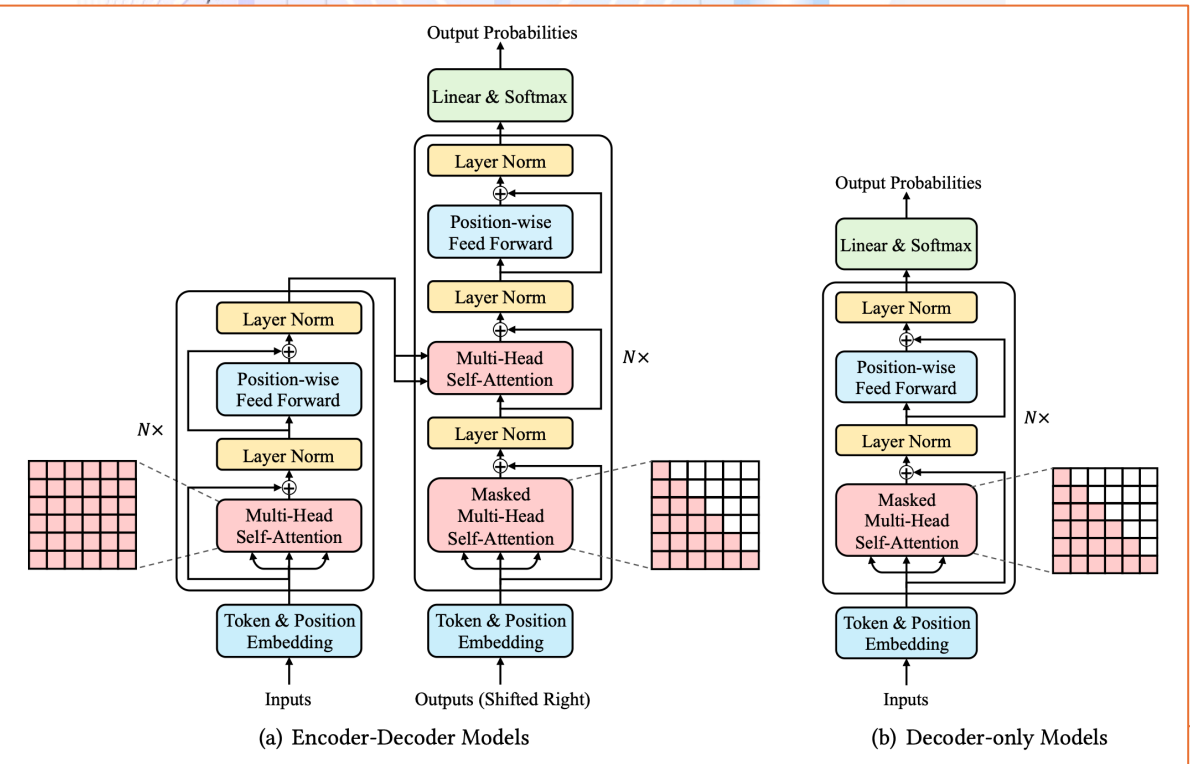 Output Probabilities
Linear & Softmax
Layer Norm
Position-wise
Feed Forward
Layer Norm
Multi-Head
Self-Attention
N×
Layer Norm
Masked
Multi-Head
Self-Attention
Token & Position
Embedding
Outputs (Shifted Right)
Layer Norm
Position-wise
Feed Forward
N×
Layer Norm
Multi-Head
Self-Attention
Token & Position
Embedding
Inputs
(a) Encoder-Decoder Models
Output Probabilities
Linear & Softmax
Layer Norm
Position-wise
Feed Forward
N×
Layer Norm
Masked
Multi-Head
Self-Attention
Token & Position
Embedding
Inputs
(b) Decoder-only Models